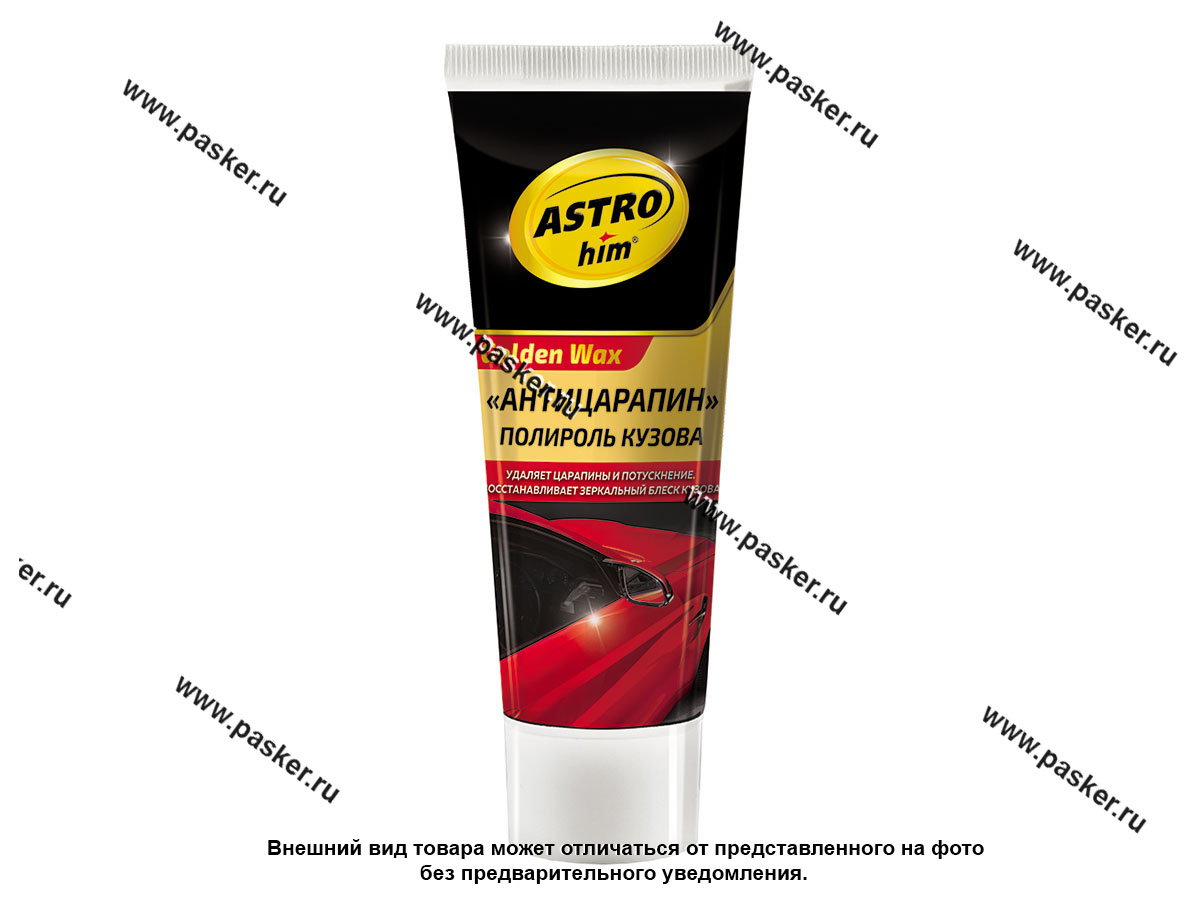 www.pasker.ru
www.pasker.ru
ASTRO
him®
www.pasker.ru
www.pasker.ru
Golden Wax
«АНТИЦАРАПИН»
ПОЛИРОЛЬ КУЗОВА
УДАЛЯЕТ ЦАРАПИНЫ И ПОТУСКНЕНИЕ.
ОССТАНАВЛИВАЕТ ЗЕРКАЛЬНЫЙ БЛЕСК КУЗОВА
www.pasker.ru
er.ru
www.pasker.ru
www.pasker.ru
Внешний вид товара может отличаться от представленного на фото
без предварительного уведомления.